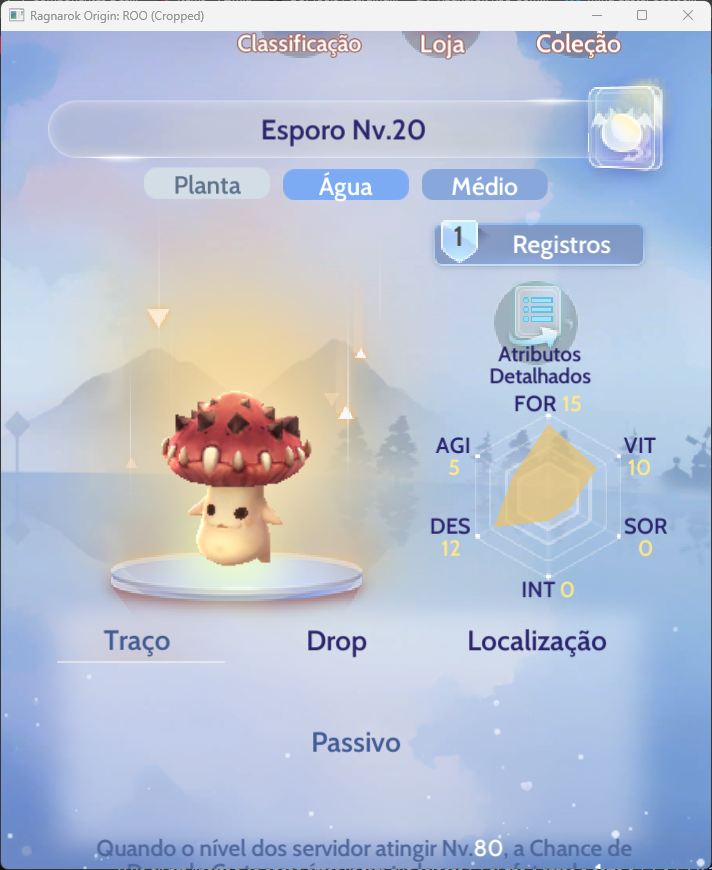 Ragnarok Origin: ROO (Cropped)
Classificação
Loja
Coleção
Esporo Nv.20
Planta
Água
Médio
1
Registros
Atributos
Detalhados
FOR 15
AGI
5
VIT
10
DES
12
SOR
0
INT 0
Traço
Drop
Localização
Passivo
Quando o nível dos servidor atingir Nv.80, a Chance de